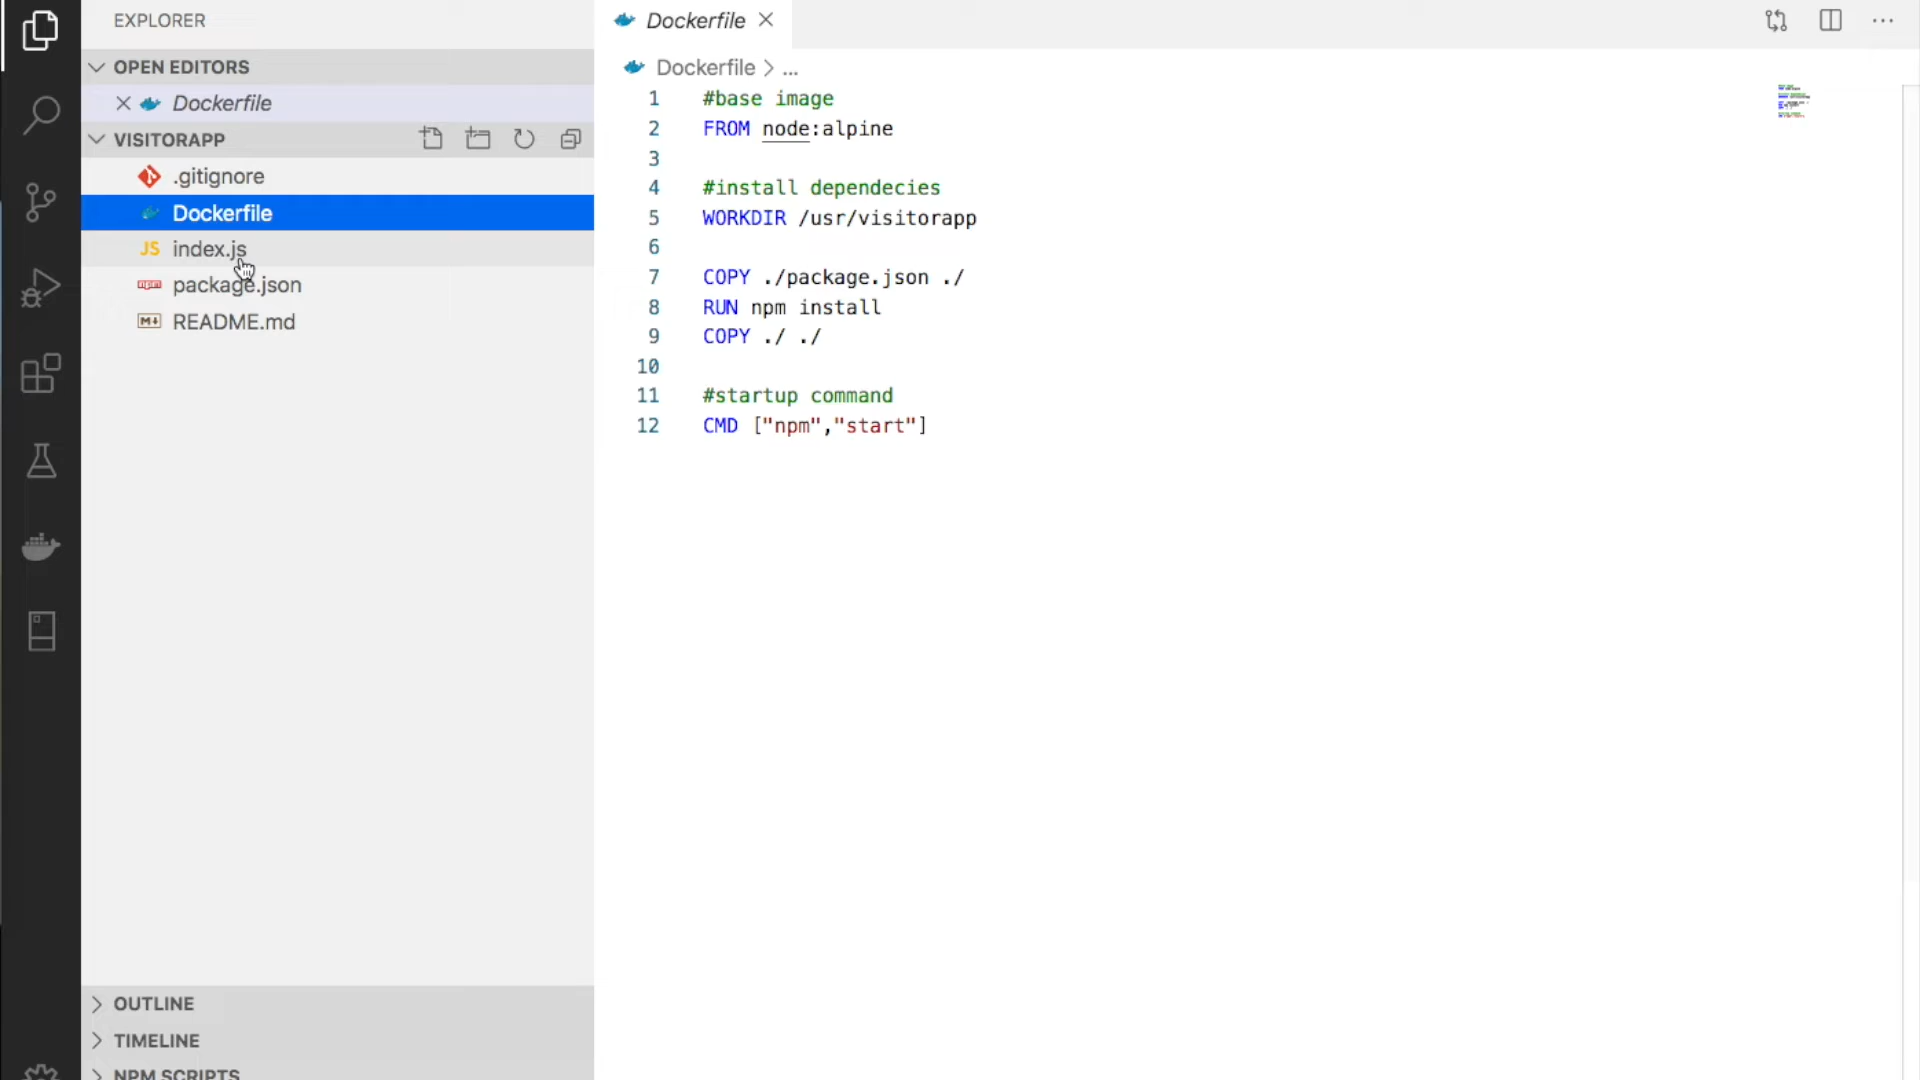 EXPLORER
OPEN EDITORS
Dockerfile
VISITORAPP
.gitignore
Dockerfile
JS index.js
package.json
M↓ README.md
OUTLINE
TIMELINE
NPM SCRIPTS
Dockerfile
Dockerfile > ...
1 #base image
2 FROM node:alpine
3
4 #install dependecies
5 WORKDIR /usr/visitorapp
6
7 COPY ./package.json ./
8 RUN npm install
9 COPY ./ ./
10
11 #startup command
12 CMD ["npm","start"]